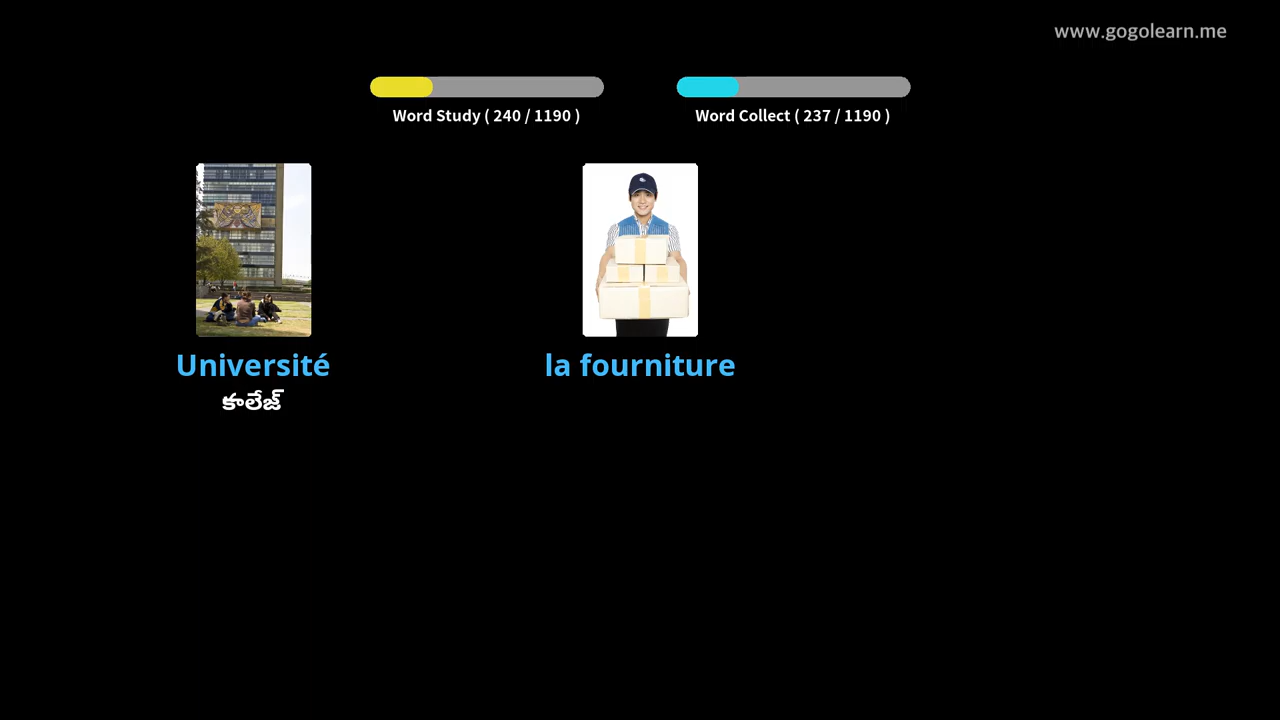 www.gogolearn.me
Word Study ( 240 / 1190 )
Word Collect ( 237 / 1190 )
Université
la fourniture
కాలేజ్